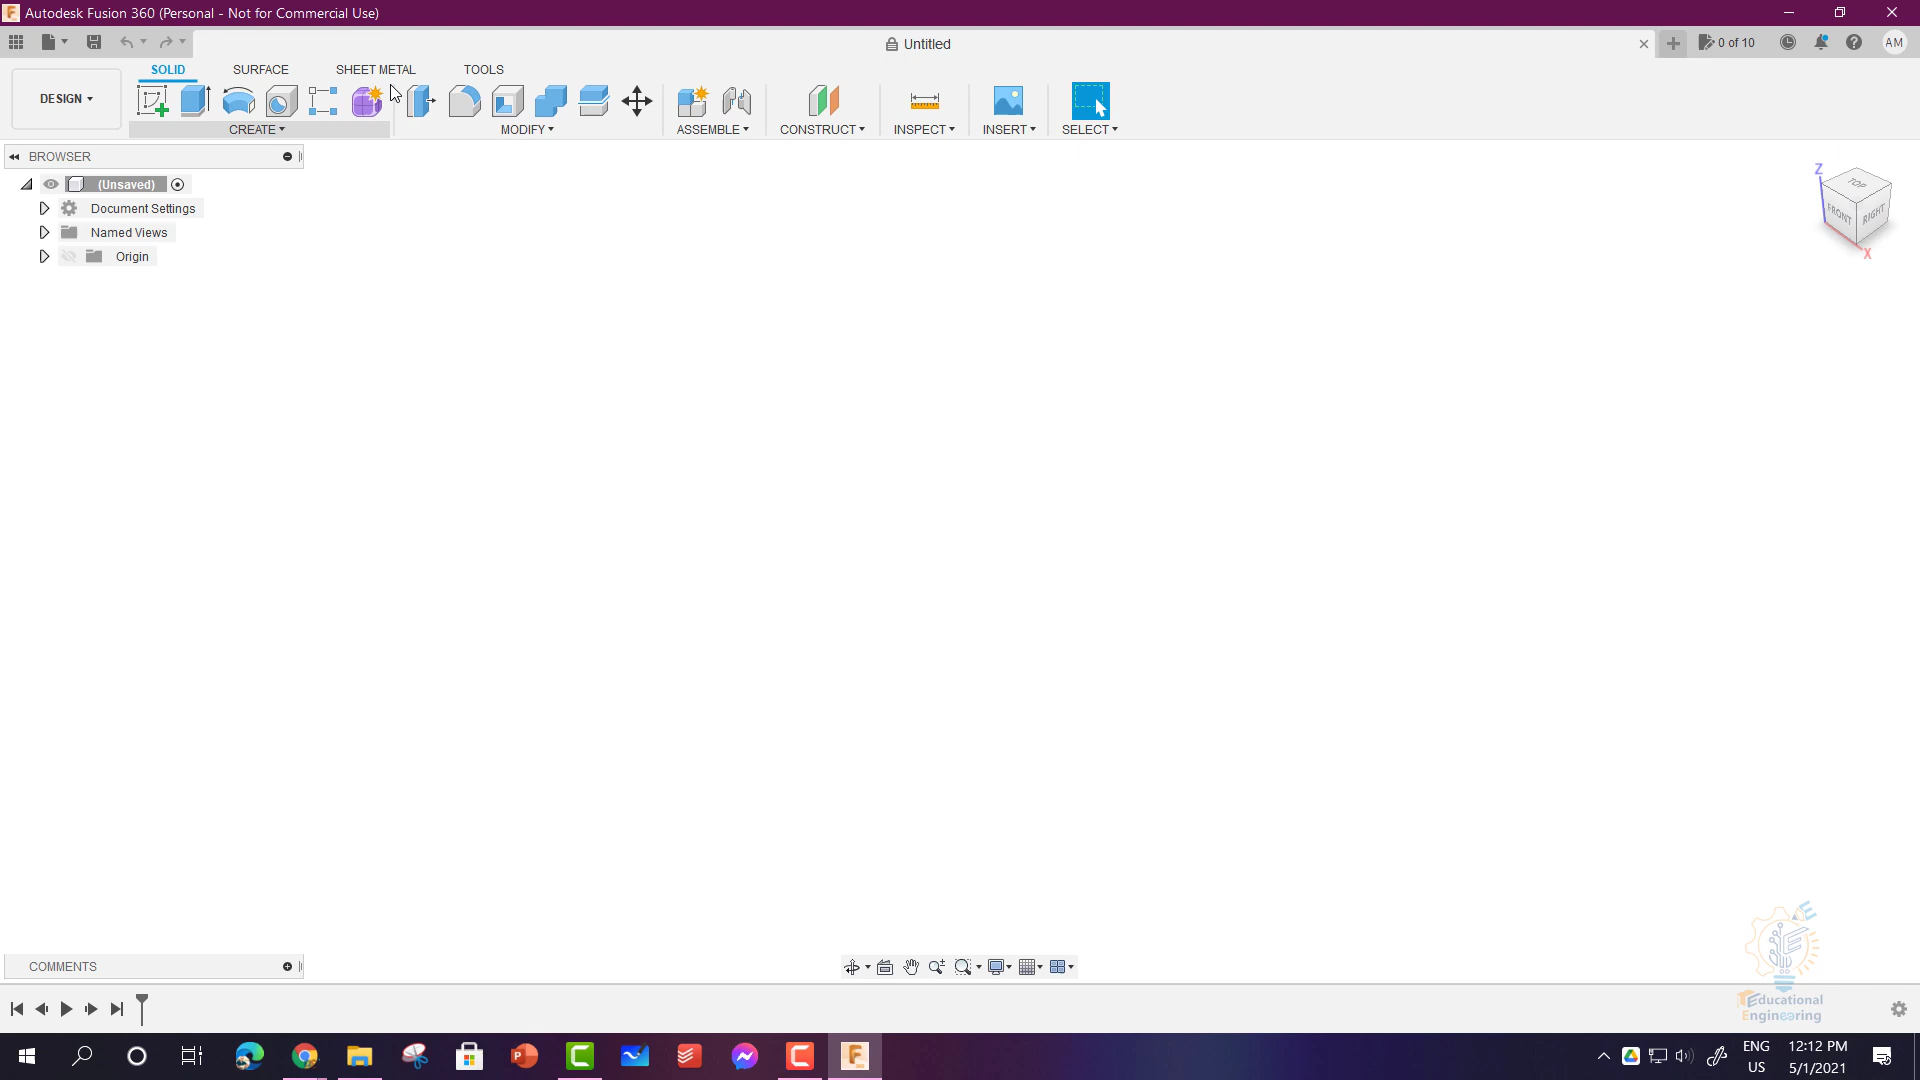 Autodesk Fusion 360 (Personal - Not for Commercial Use)
Untitled
0 of 10
AM
SOLID
SURFACE
SHEET METAL
TOOLS
DESIGN
CREATE
MODIFY
ASSEMBLE
CONSTRUCT
INSPECT
INSERT
SELECT
BROWSER
(Unsaved)
Document Settings
Named Views
Origin
Z
TOP
FRONT
RIGHT
X
COMMENTS
Educational
Engineering
ENG
US
12:12 PM
5/1/2021